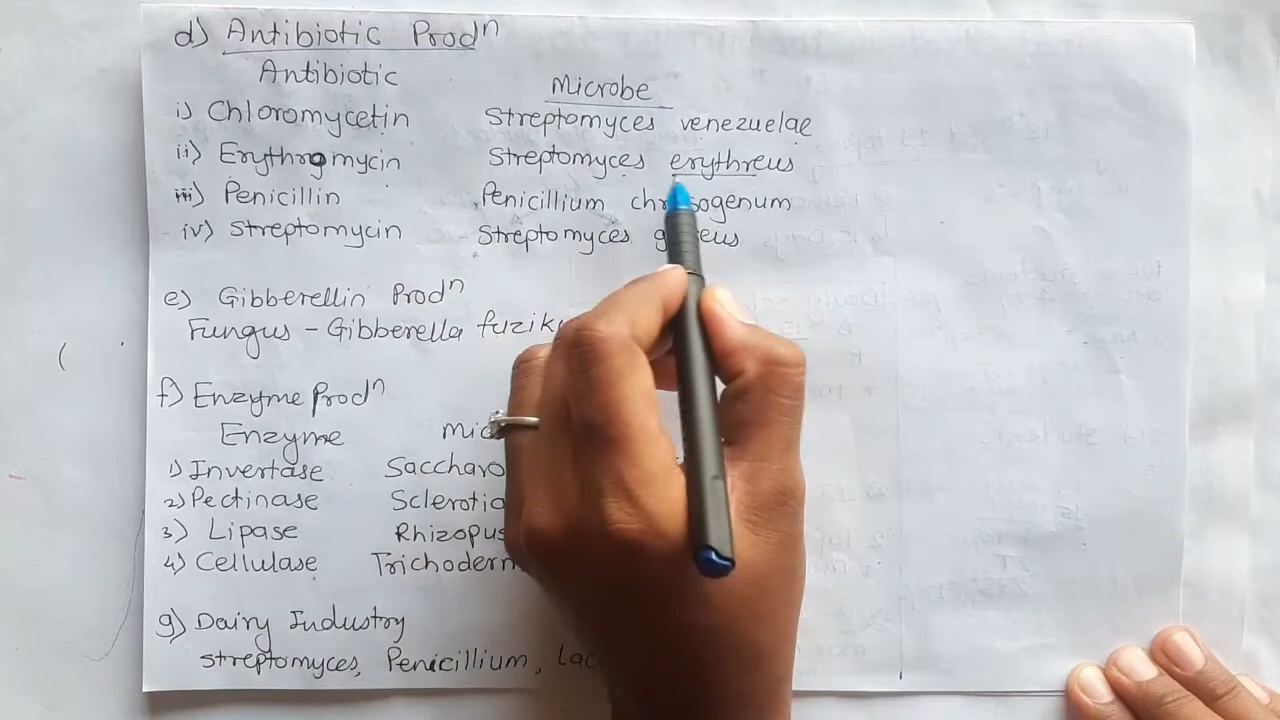 d) Antibiotic Prodⁿ
Antibiotic Microbe
i) Chloromycetin Streptomyces venezuelae
ii) Erythromycin Streptomyces erythreus
iii) Penicillin Penicillium
iv) Streptomycin Streptomyces
e) Gibberellin Prodⁿ
Fungus - Gibberella
f) Enzyme Prodⁿ
Enzyme
1) Invertase
2) Pectinase
3) Lipase Rhizopus
4) Cellulase
g) Dairy Industry
streptomyces, Penicillium,